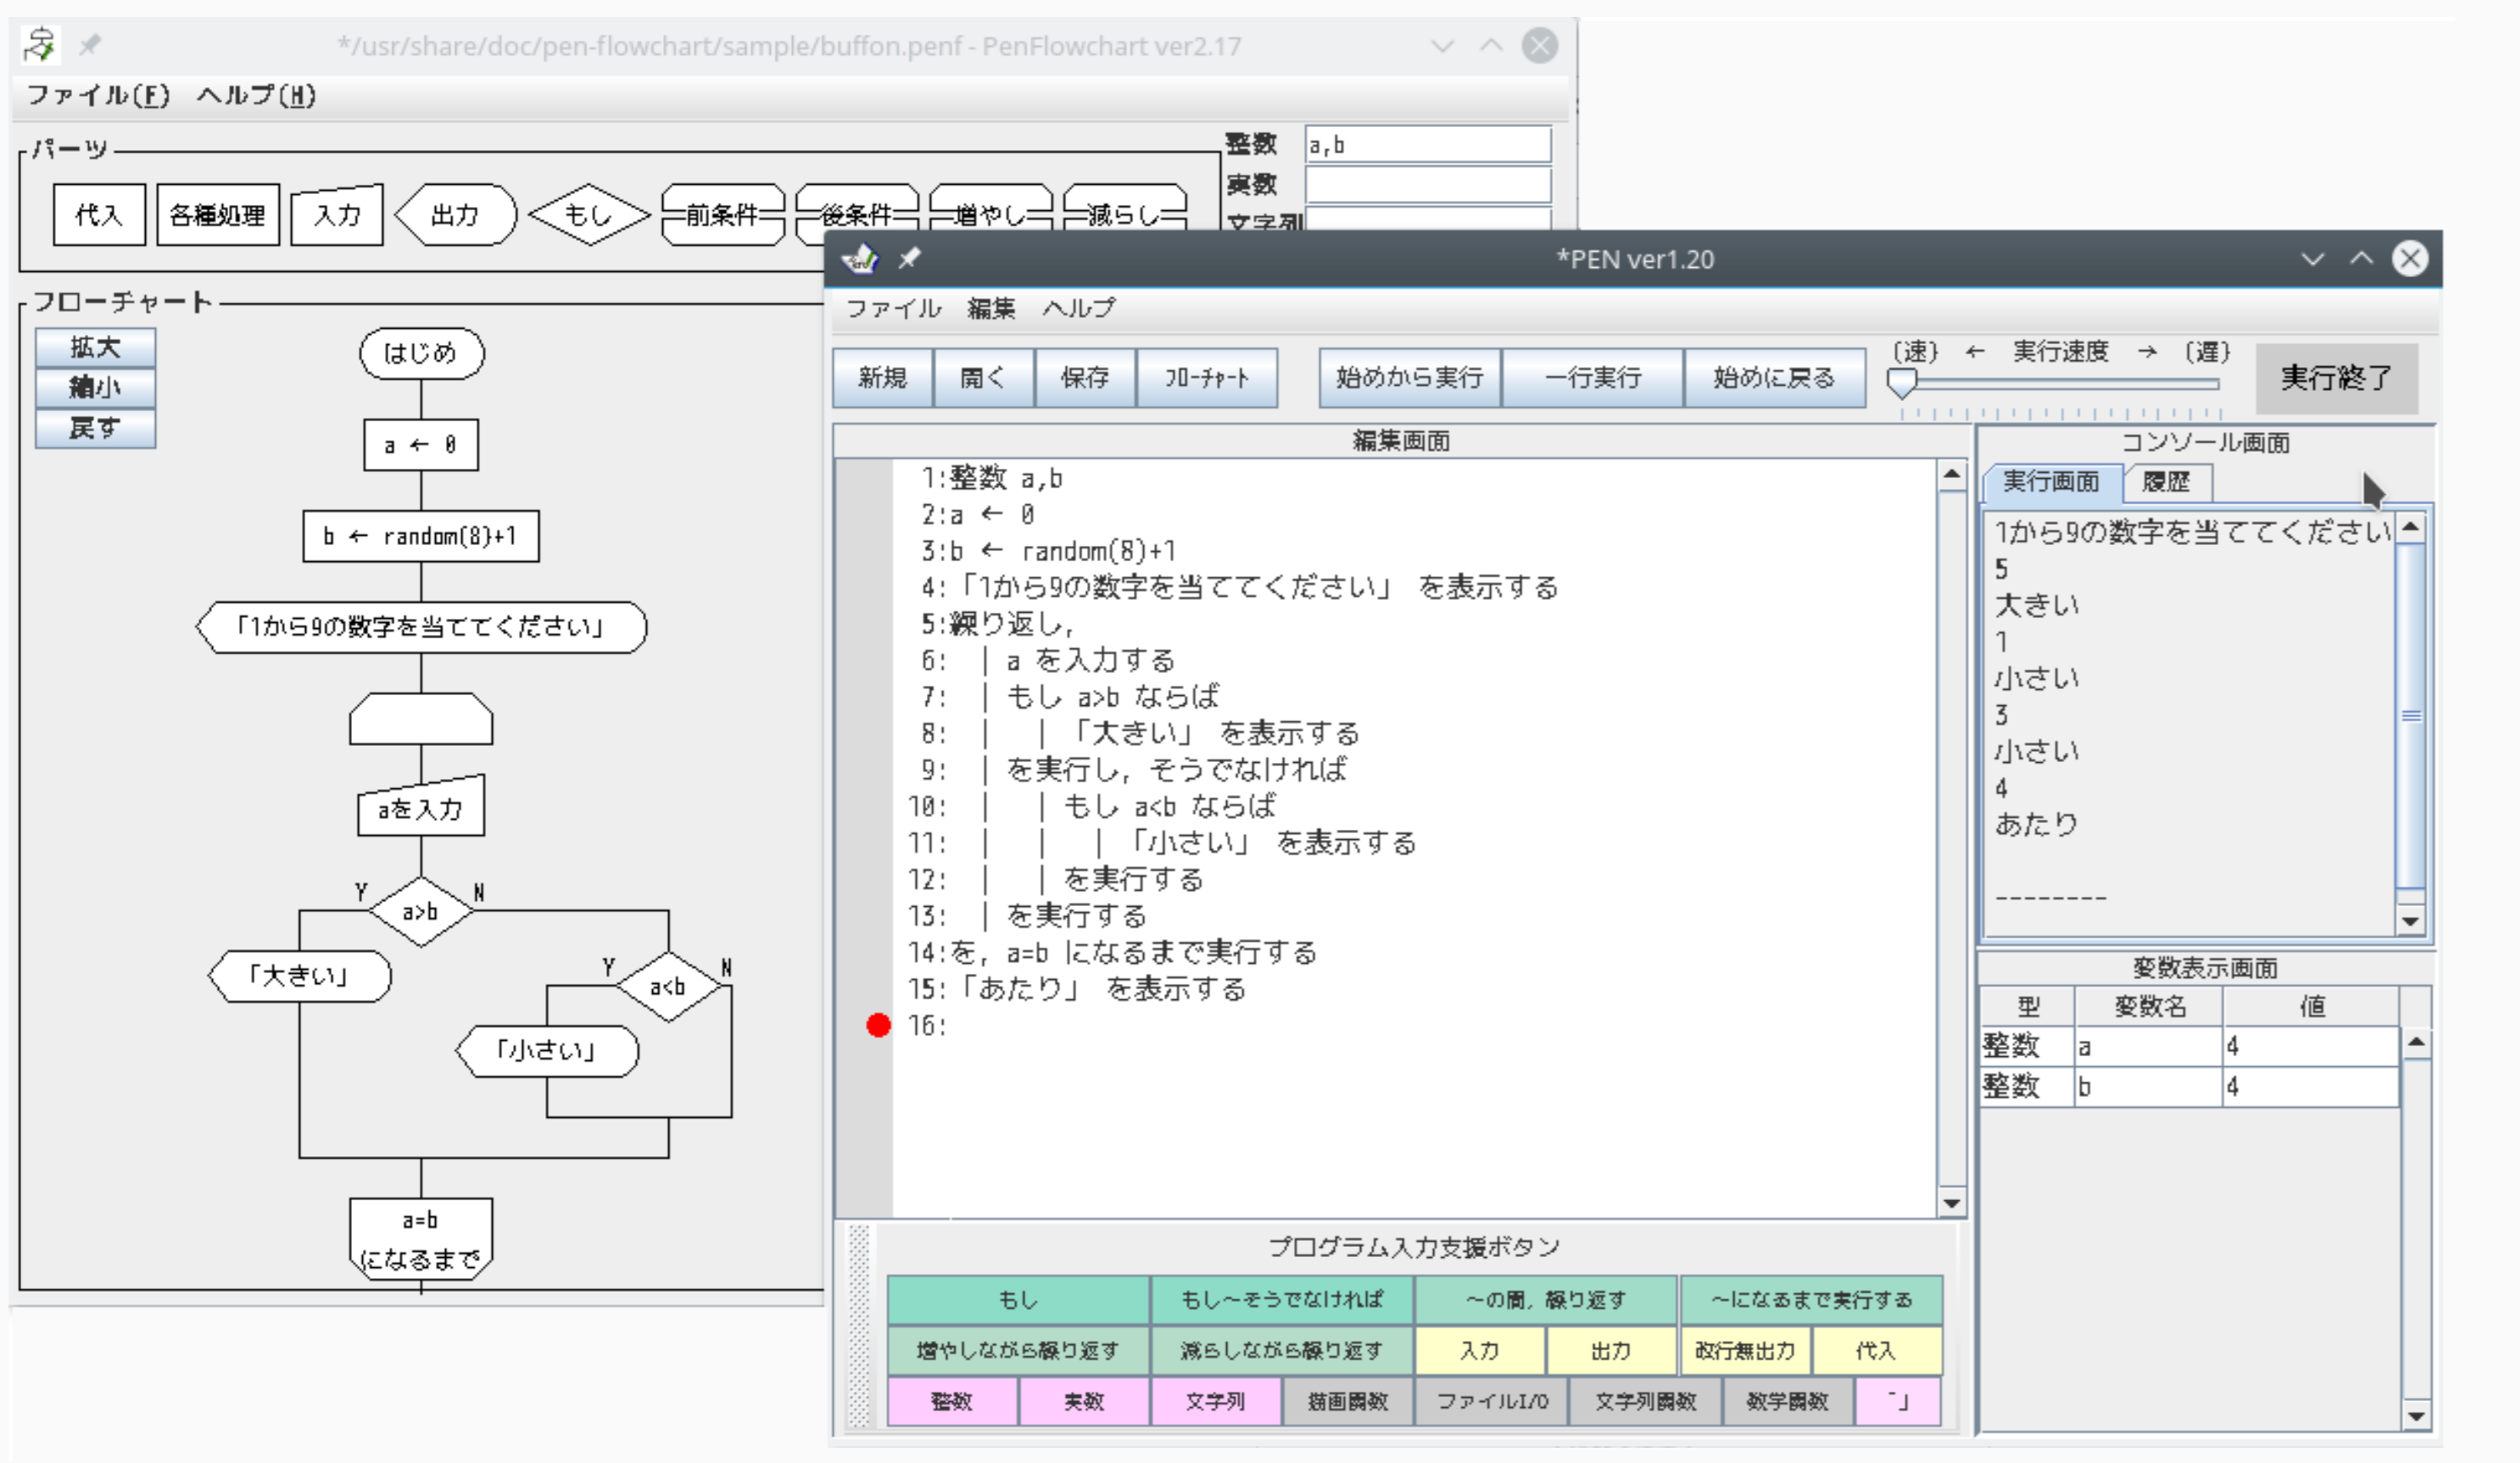 */usr/share/doc/pen-flowchart/sample/buffon.penf - PenFlowchart ver2.17
ファイル(F) ヘルプ(H)
パーツ
代入 各種処理 入力 出力 もし 前条件 後条件 増やし 減らし
整数 a,b
実数
文字列
フローチャート
拡大
縮小
戻す
はじめ
a ← 0
b ← random(8)+1
「1から9の数字を当ててください」
aを入力
Y a>b N
「大きい」
Y a<b N
「小さい」
a=b
になるまで
*PEN ver1.20
ファイル 編集 ヘルプ
新規 開く 保存 フローチャート 始めから実行 一行実行 始めに戻る
(速) ← 実行速度 → (遅)
実行終了
編集画面
1:整数 a,b
2:a ← 0
3:b ← random(8)+1
4:「1から9の数字を当ててください」 を表示する
5:繰り返し,
6: | a を入力する
7: | もし a>b ならば
8: | | 「大きい」 を表示する
9: | を実行し, そうでなければ
10: | | もし a<b ならば
11: | | | 「小さい」 を表示する
12: | | を実行する
13: | を実行する
14:を, a=b になるまで実行する
15:「あたり」 を表示する
16:
コンソール画面
実行画面 履歴
1から9の数字を当ててください
5
大きい
1
小さい
3
小さい
4
あたり
--------
変数表示画面
型 変数名 値
整数 a 4
整数 b 4
プログラム入力支援ボタン
もし もし〜そうでなければ 〜の間, 繰り返す 〜になるまで実行する
増やしながら繰り返す 減らしながら繰り返す 入力 出力 改行無出力 代入
整数 実数 文字列 描画関数 ファイルI/O 文字列関数 数学関数 「」